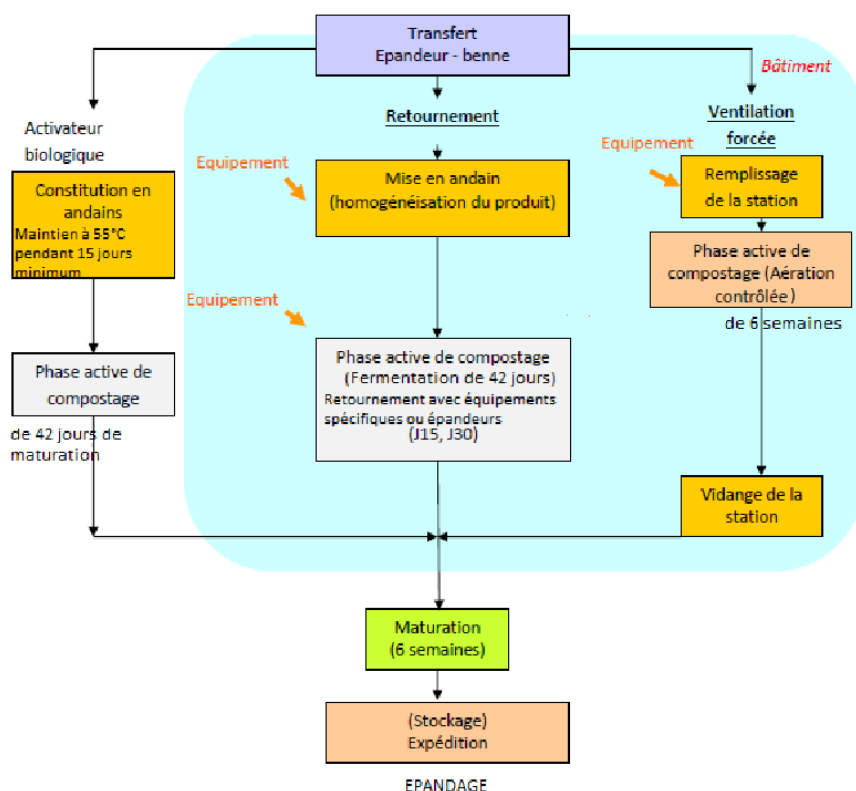 Transfert
Epandeur - benne
Bâtiment
Activateur
biologique
Constitution en
andains
Maintien à 55°C
pendant 15 jours
minimum
Phase active de
compostage
de 42 jours de
maturation
Retournement
Equipement
Mise en andain
(homogénéisation du produit)
Equipement
Phase active de compostage
(Fermentation de 42 jours)
Retournement avec équipements
spécifiques ou épandeurs
(J15, J30)
Ventilation
forcée
Equipement
Remplissage
de la station
Phase active de
compostage (Aération
contrôlée)
de 6 semaines
Vidange de la
station
Maturation
(6 semaines)
(Stockage)
Expédition
EPANDAGE